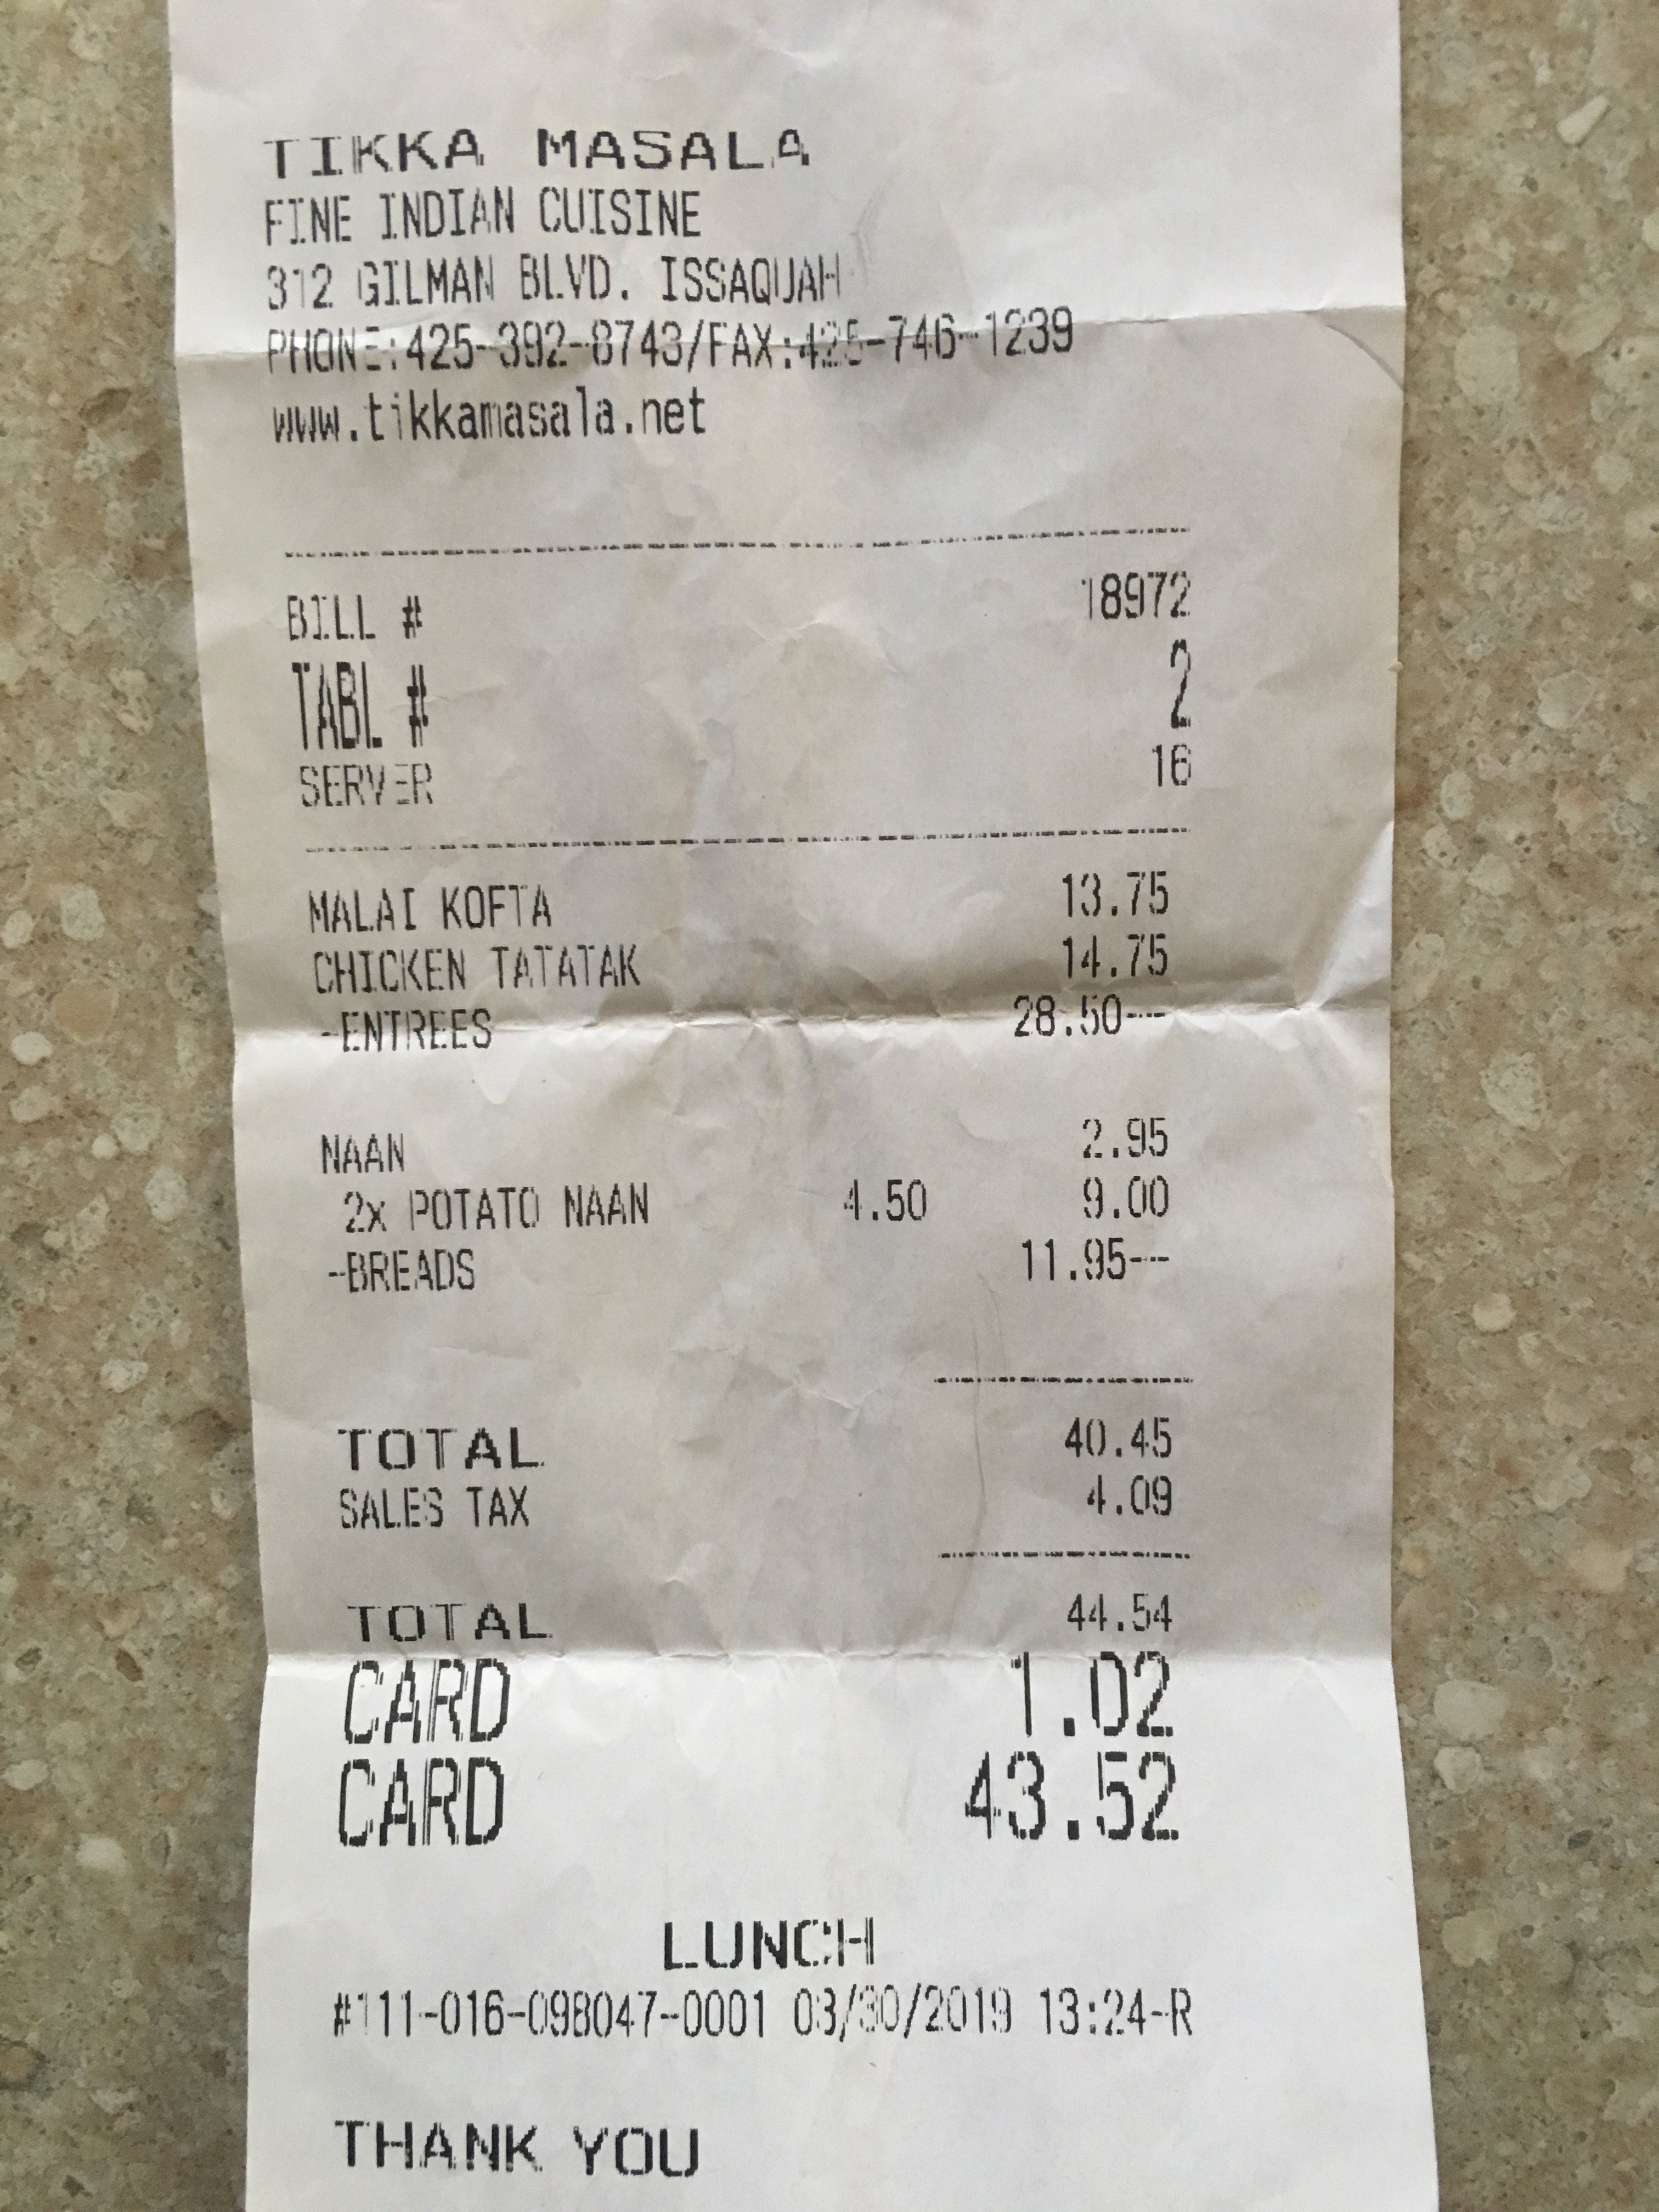 TIKKA MASALA
FINE INDIAN CUISINE
312 GILMAN BLVD. ISSAQUAH
PHONE:425-392-8743/FAX:425-746-1239
www.tikkamasala.net
BILL # 18972
TABL # 2
SERVER 16
MALAI KOFTA 13.75
CHICKEN TATATAK 14.75
-ENTREES 28.50---
NAAN 2.95
2x POTATO NAAN 4.50 9.00
-BREADS 11.95---
TOTAL 40.45
SALES TAX 4.09
TOTAL 44.54
CARD 1.02
CARD 43.52
LUNCH
#111-016-098047-0001 03/30/2019 13:24-R
THANK YOU